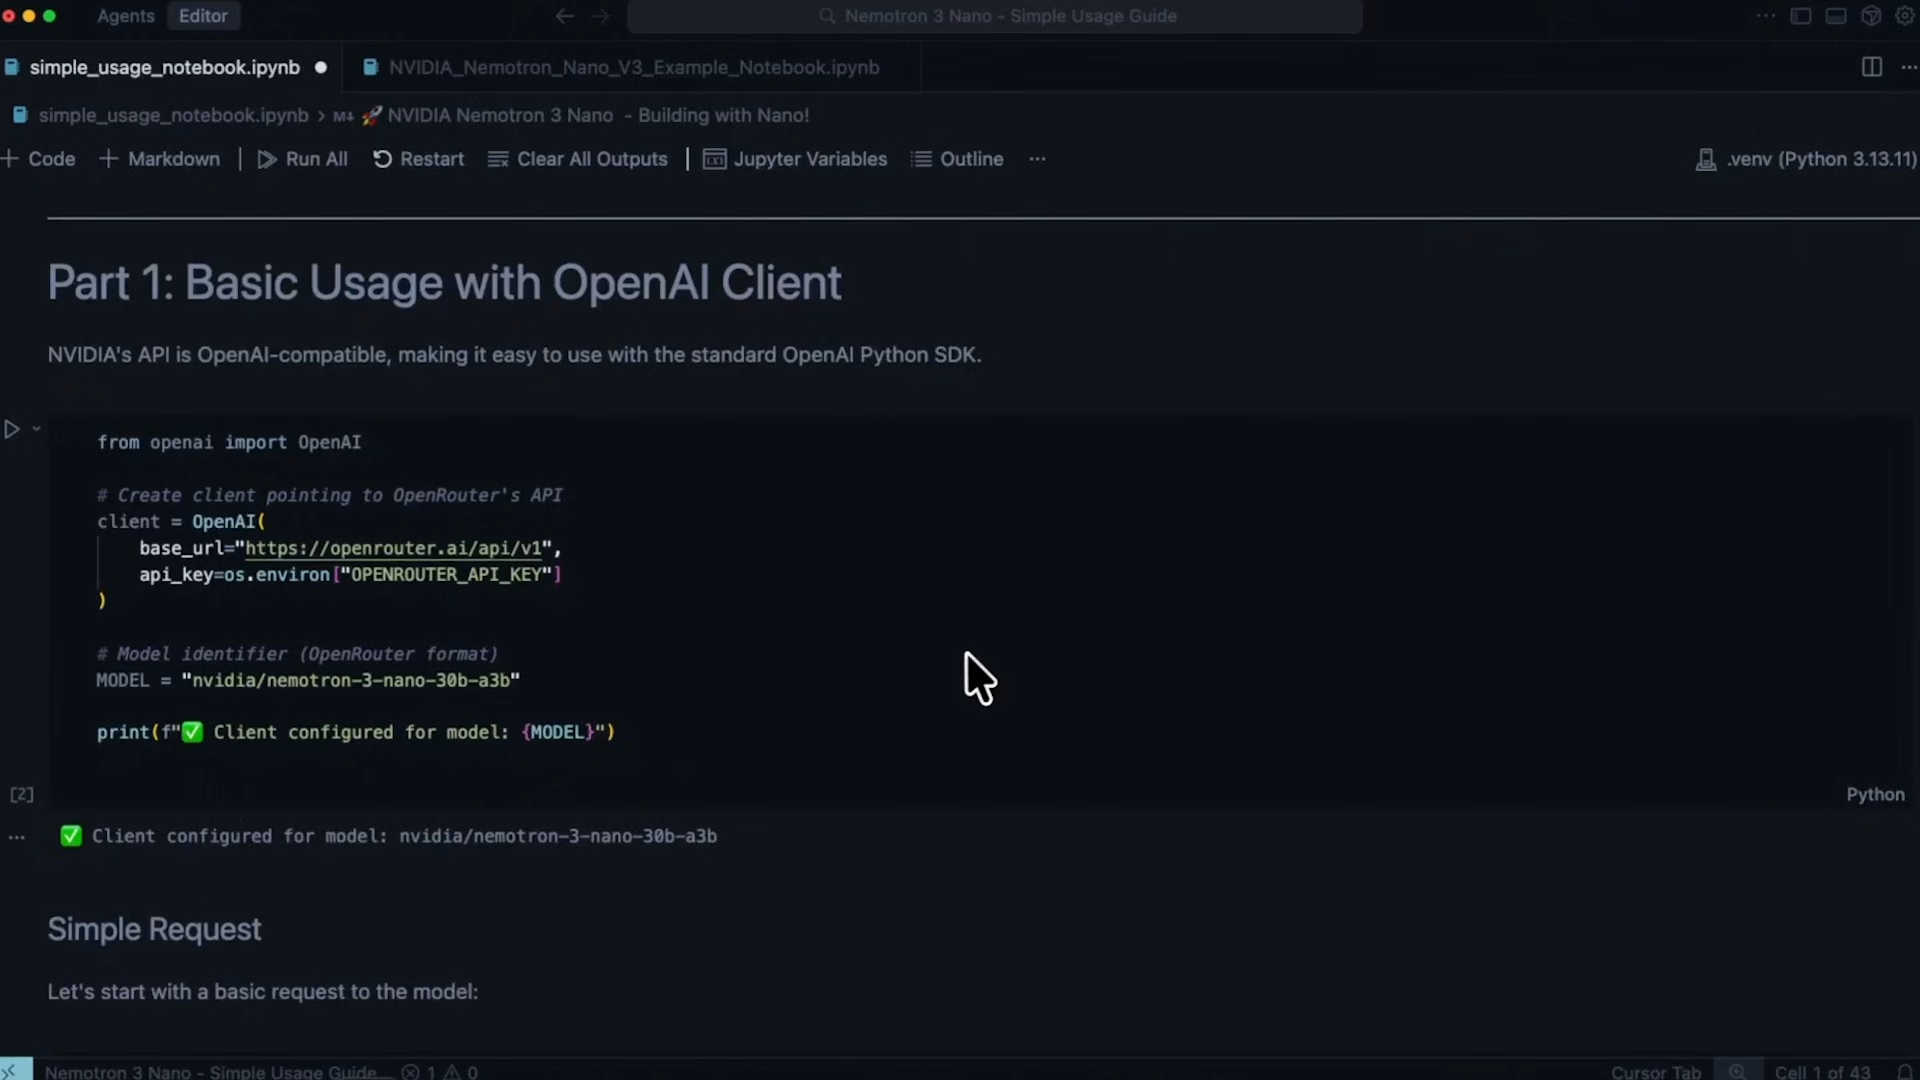 Agents Editor Nemotron 3 Nano - Simple Usage Guide
simple_usage_notebook.ipynb NVIDIA_Nemotron_Nano_V3_Example_Notebook.ipynb
simple_usage_notebook.ipynb > M↓ 🚀 NVIDIA Nemotron 3 Nano - Building with Nano!
+ Code + Markdown | Run All Restart Clear All Outputs | Jupyter Variables Outline ... .venv (Python 3.13.11)
Part 1: Basic Usage with OpenAI Client
NVIDIA's API is OpenAI-compatible, making it easy to use with the standard OpenAI Python SDK.
from openai import OpenAI
# Create client pointing to OpenRouter's API
client = OpenAI(
base_url="https://openrouter.ai/api/v1",
api_key=os.environ["OPENROUTER_API_KEY"]
)
# Model identifier (OpenRouter format)
MODEL = "nvidia/nemotron-3-nano-30b-a3b"
print(f"✅ Client configured for model: {MODEL}")
[2] Python
... ✅ Client configured for model: nvidia/nemotron-3-nano-30b-a3b
Simple Request
Let's start with a basic request to the model:
Nemotron 3 Nano - Simple Usage Guide 1 0 Cursor Tab Cell 1 of 43